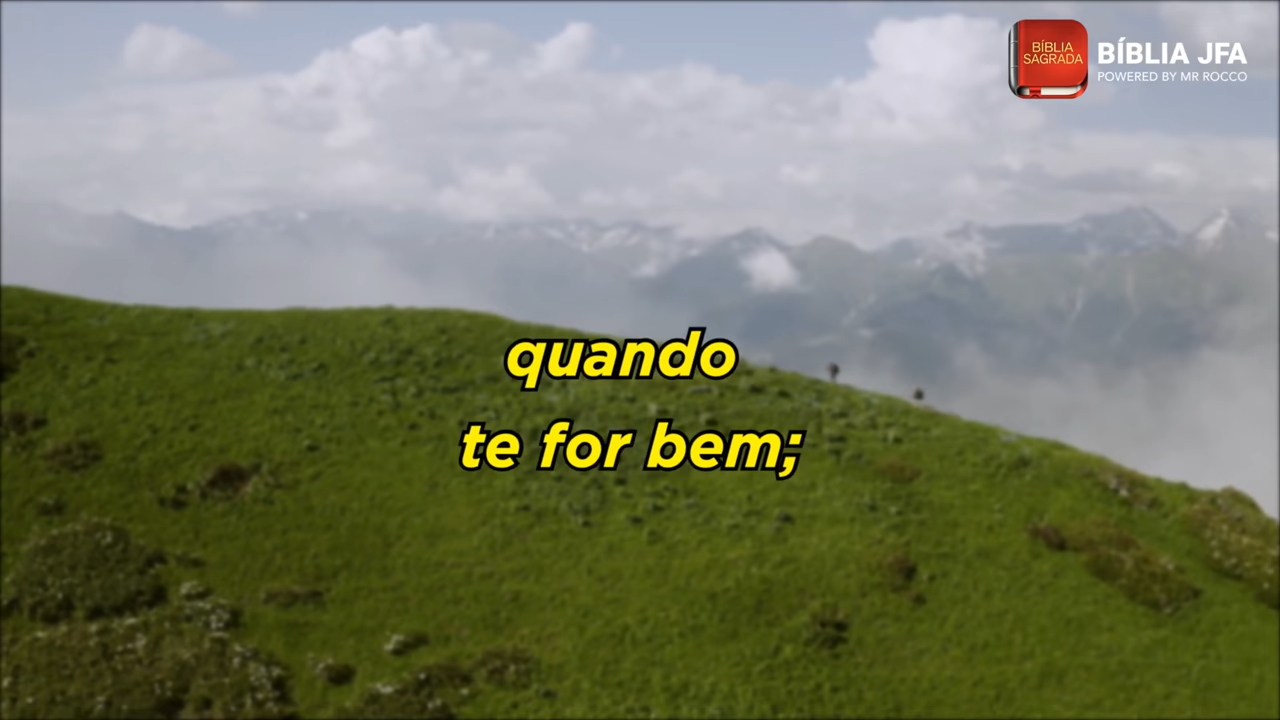 BÍBLIA
SAGRADA
BÍBLIA JFA
POWERED BY MR ROCCO
quando
te for bem;